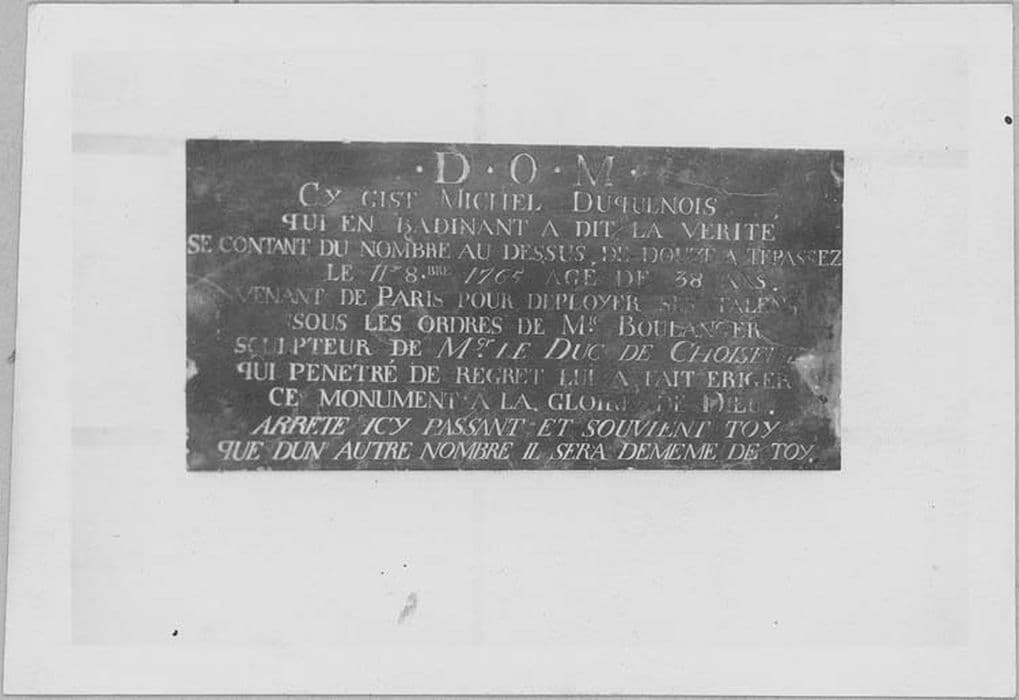 · D · O · M ·
CY GIST MICHEL DUQUENOIS
QUI EN BADINANT A DIT LA VERITÉ
SE CONTANT DU NOMBRE AU DESSUS DE DOUZE A TEPASSEZ
LE 11e 8.BRE 1765 AGÉ DE 38 ANS.
VENANT DE PARIS POUR DEPLOYER SES TALENS
SOUS LES ORDRES DE MR BOULANGER
SCULPTEUR DE Mgr LE DUC DE CHOISEUL
QUI PENETRÉ DE REGRET LUI A FAIT ERIGER
CE MONUMENT A LA GLOIRE DE DIEU.
ARRETE ICY PASSANT ET SOUVIENT TOY
QUE DUN AUTRE NOMBRE IL SERA DEMEME DE TOY.